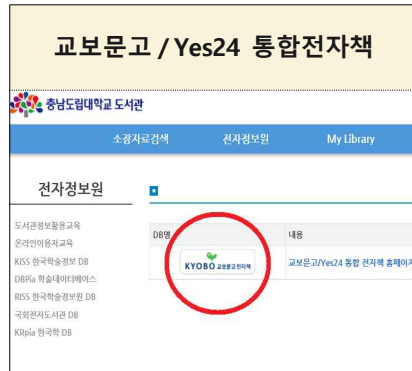 교보문고 / Yes24 통합전자책
충남도립대학교 도서관
소장자료검색 전자정보원 My Library
전자정보원
DB명 내용
KYOBO 교보문고전자책 교보문고/Yes24 통합 전자책 홈페이지
도서관정보활용교육
온라인이용자교육
KISS 한국학술정보 DB
DBPia 학술데이터베이스
RISS 한국학술정보원 DB
국회전자도서관 DB
KRpia 한국학 DB